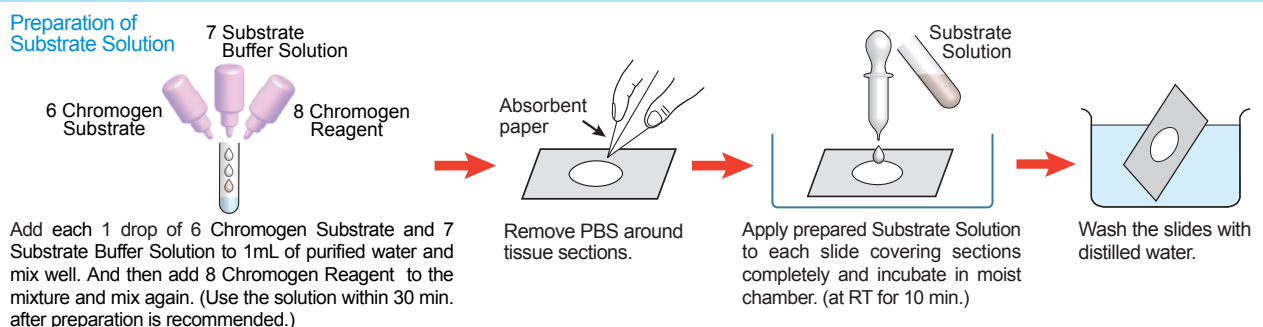 Preparation of
Substrate Solution
7 Substrate
Buffer Solution
6 Chromogen
Substrate
8 Chromogen
Reagent
Add each 1 drop of 6 Chromogen Substrate and 7
Substrate Buffer Solution to 1mL of purified water and
mix well. And then add 8 Chromogen Reagent to the
mixture and mix again. (Use the solution within 30 min.
after preparation is recommended.)
Absorbent
paper
Remove PBS around
tissue sections.
Substrate
Solution
Apply prepared Substrate Solution
to each slide covering sections
completely and incubate in moist
chamber. (at RT for 10 min.)
Wash the slides with
distilled water.